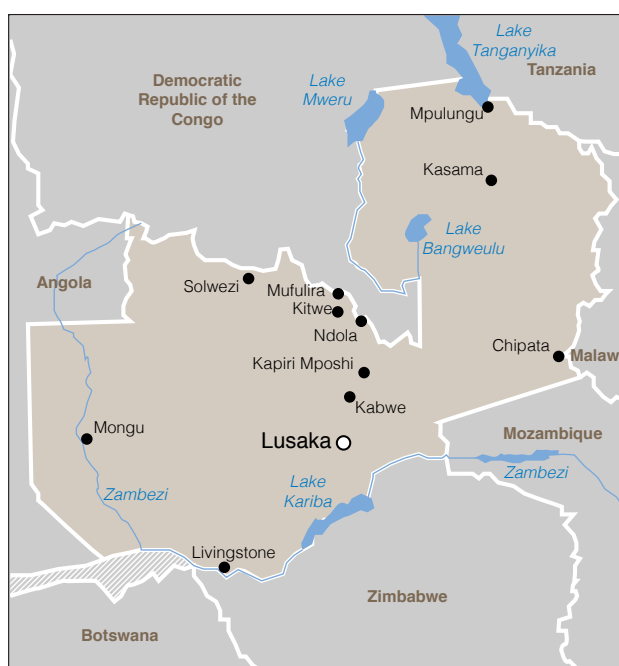 Lake
Tanganyika
Tanzania
Democratic
Republic of the
Congo
Lake
Mweru
Mpulungu
Kasama
Lake
Bangweulu
Angola
Solwezi
Mufulira
Kitwe
Ndola
Chipata
Malaw
Kapiri Mposhi
Kabwe
Mongu
Lusaka
Mozambique
Zambezi
Zambezi
Lake
Kariba
Livingstone
Zimbabwe
Botswana